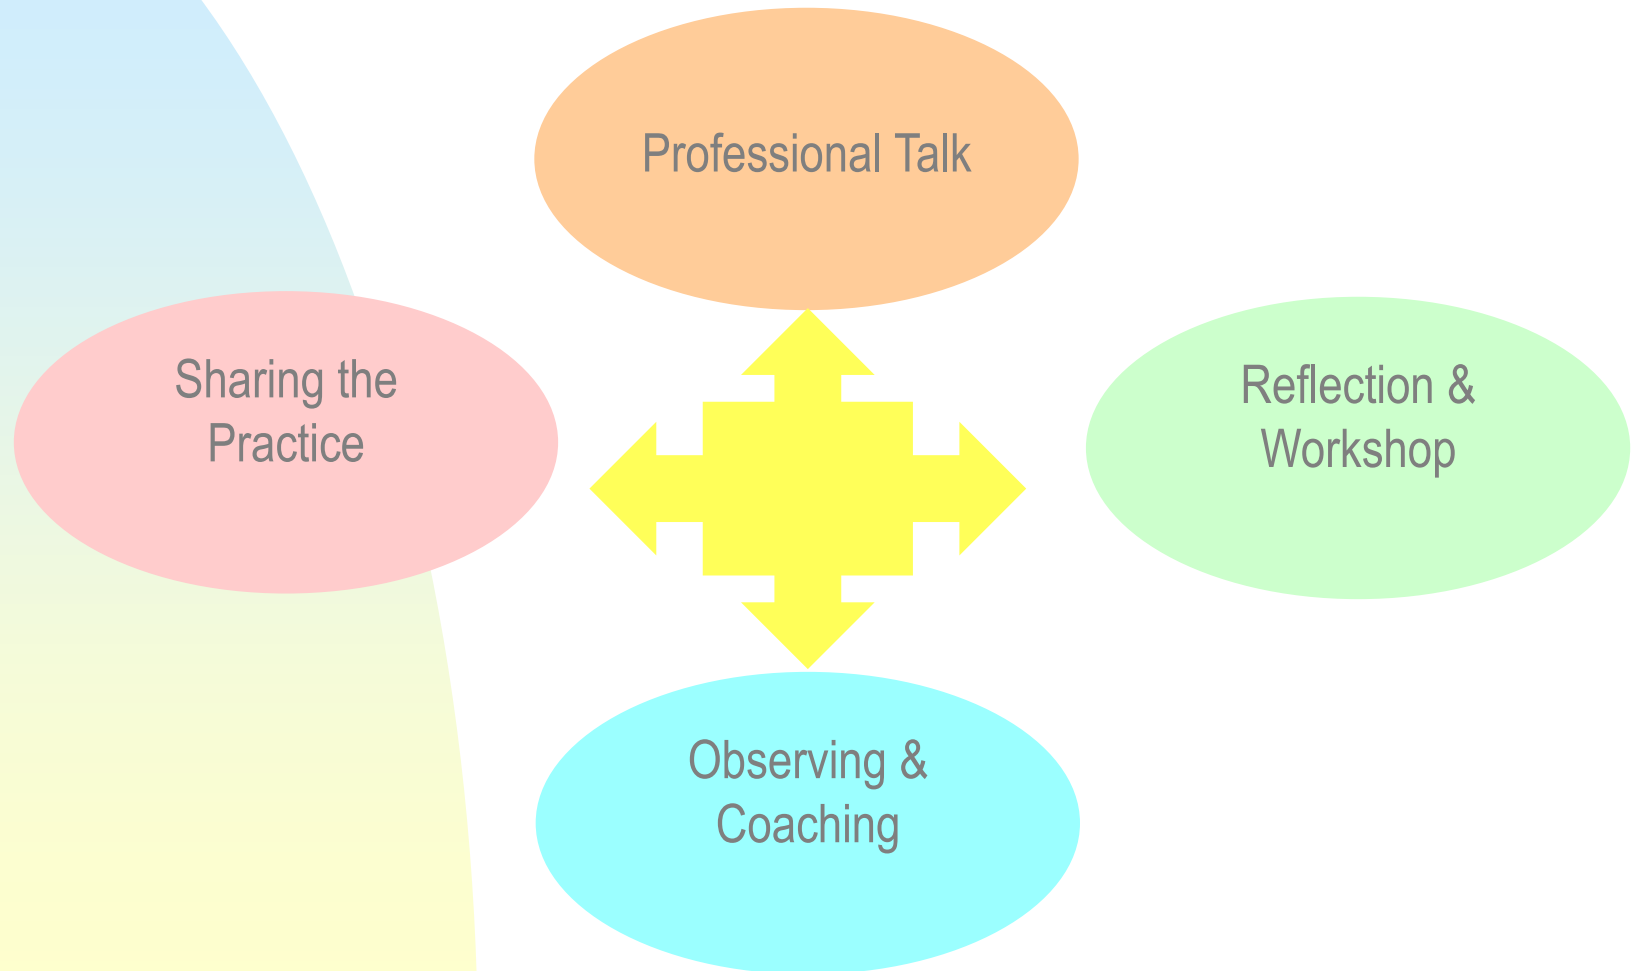 Professional Talk
Sharing the
Practice
Reflection &
Workshop
Observing &
Coaching